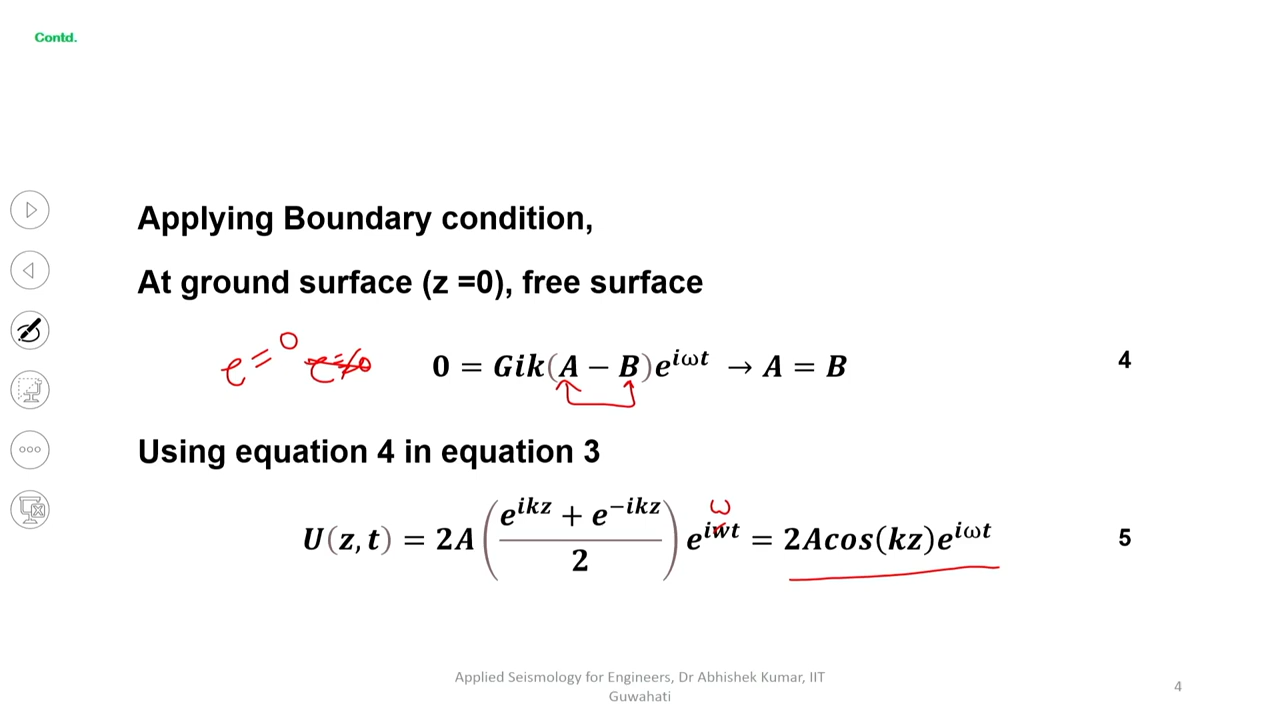 Contd.
Applying Boundary condition,
At ground surface (z =0), free surface
0 = Gik(A − B)e^{iωt} → A = B 4
Using equation 4 in equation 3
ω
U(z, t) = 2A((e^{ikz} + e^{−ikz})/2) e^{iwt} = 2Acos(kz)e^{iωt} 5
Applied Seismology for Engineers, Dr Abhishek Kumar, IIT
Guwahati
4